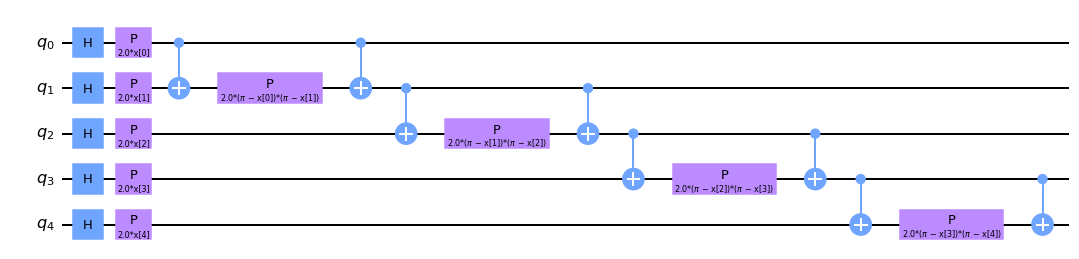 q0 H P 2.0*x[0]
q1 H P 2.0*x[1] P 2.0*(π − x[0])*(π − x[1])
q2 H P 2.0*x[2] P 2.0*(π − x[1])*(π − x[2])
q3 H P 2.0*x[3] P 2.0*(π − x[2])*(π − x[3])
q4 H P 2.0*x[4] P 2.0*(π − x[3])*(π − x[4])